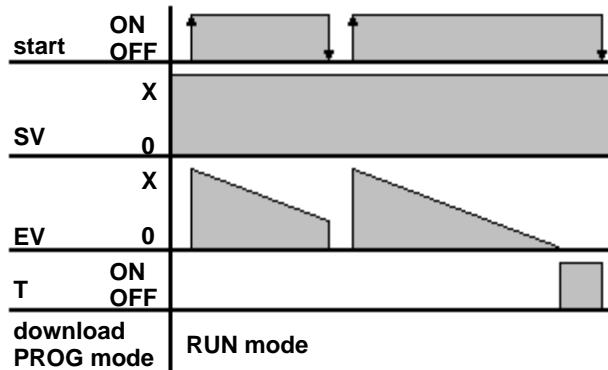 ON
start OFF
X
SV 0
X
EV 0
ON
T OFF
download
PROG mode RUN mode